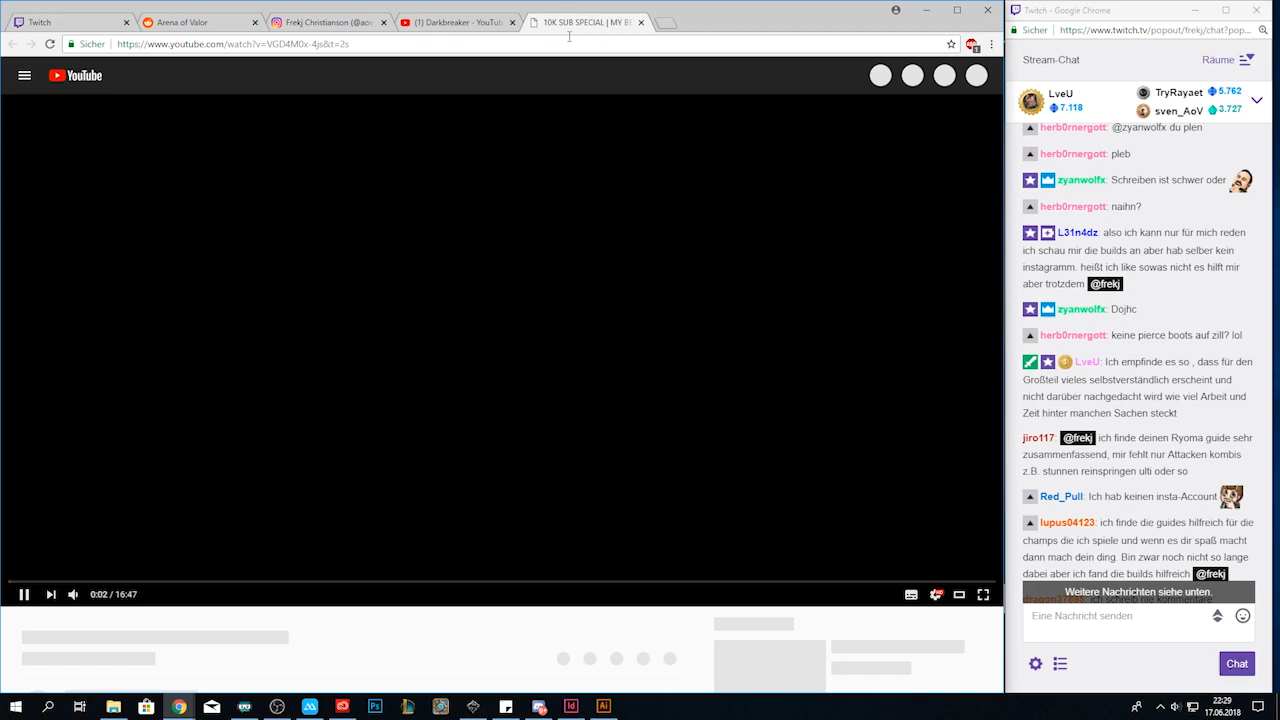 Twitch
Arena of Valor
Frekj Christianson (@aov
(1) Darkbreaker - YouTub
10K SUB SPECIAL | MY BE
Sicher
https://www.youtube.com/watch?v=VGD4M0x-4js&t=2s
1
YouTube
0:02 / 16:47
Twitch - Google Chrome
Sicher
https://www.twitch.tv/popout/frekj/chat?pop...
Stream-Chat
Räume
LveU
7.118
TryRayaet 5.762
sven_AoV 3.727
herb0rnergott: @zyanwolfx du plen
herb0rnergott: pleb
zyanwolfx: Schreiben ist schwer oder
herb0rnergott: naihn?
L31n4dz: also ich kann nur für mich reden
ich schau mir die builds an aber hab selber kein
instagramm. heißt ich like sowas nicht es hilft mir
aber trotzdem @frekj
zyanwolfx: Dojhc
herb0rnergott: keine pierce boots auf zill? lol
LveU: Ich empfinde es so , dass für den
Großteil vieles selbstverständlich erscheint und
nicht darüber nachgedacht wird wie viel Arbeit und
Zeit hinter manchen Sachen steckt
jiro117: @frekj ich finde deinen Ryoma guide sehr
zusammenfassend, mir fehlt nur Attacken kombis
z.B. stunnen reinspringen ulti oder so
Red_Pull: Ich hab keinen insta-Account
lupus04123: ich finde die guides hilfreich für die
champs die ich spiele und wenn es dir spaß macht
dann mach dein ding. Bin zwar noch nicht so lange
dabei aber ich fand die builds hilfreich @frekj
Weitere Nachrichten siehe unten.
Eine Nachricht senden
Chat
Ps
Id
Ai
22:29
17.06.2018